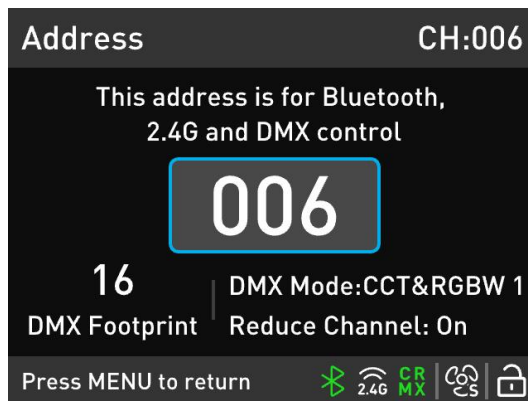 Address CH:006
This address is for Bluetooth,
2.4G and DMX control
006
16
DMX Footprint
DMX Mode:CCT&RGBW 1
Reduce Channel: On
Press MENU to return 2.4G CR MX S